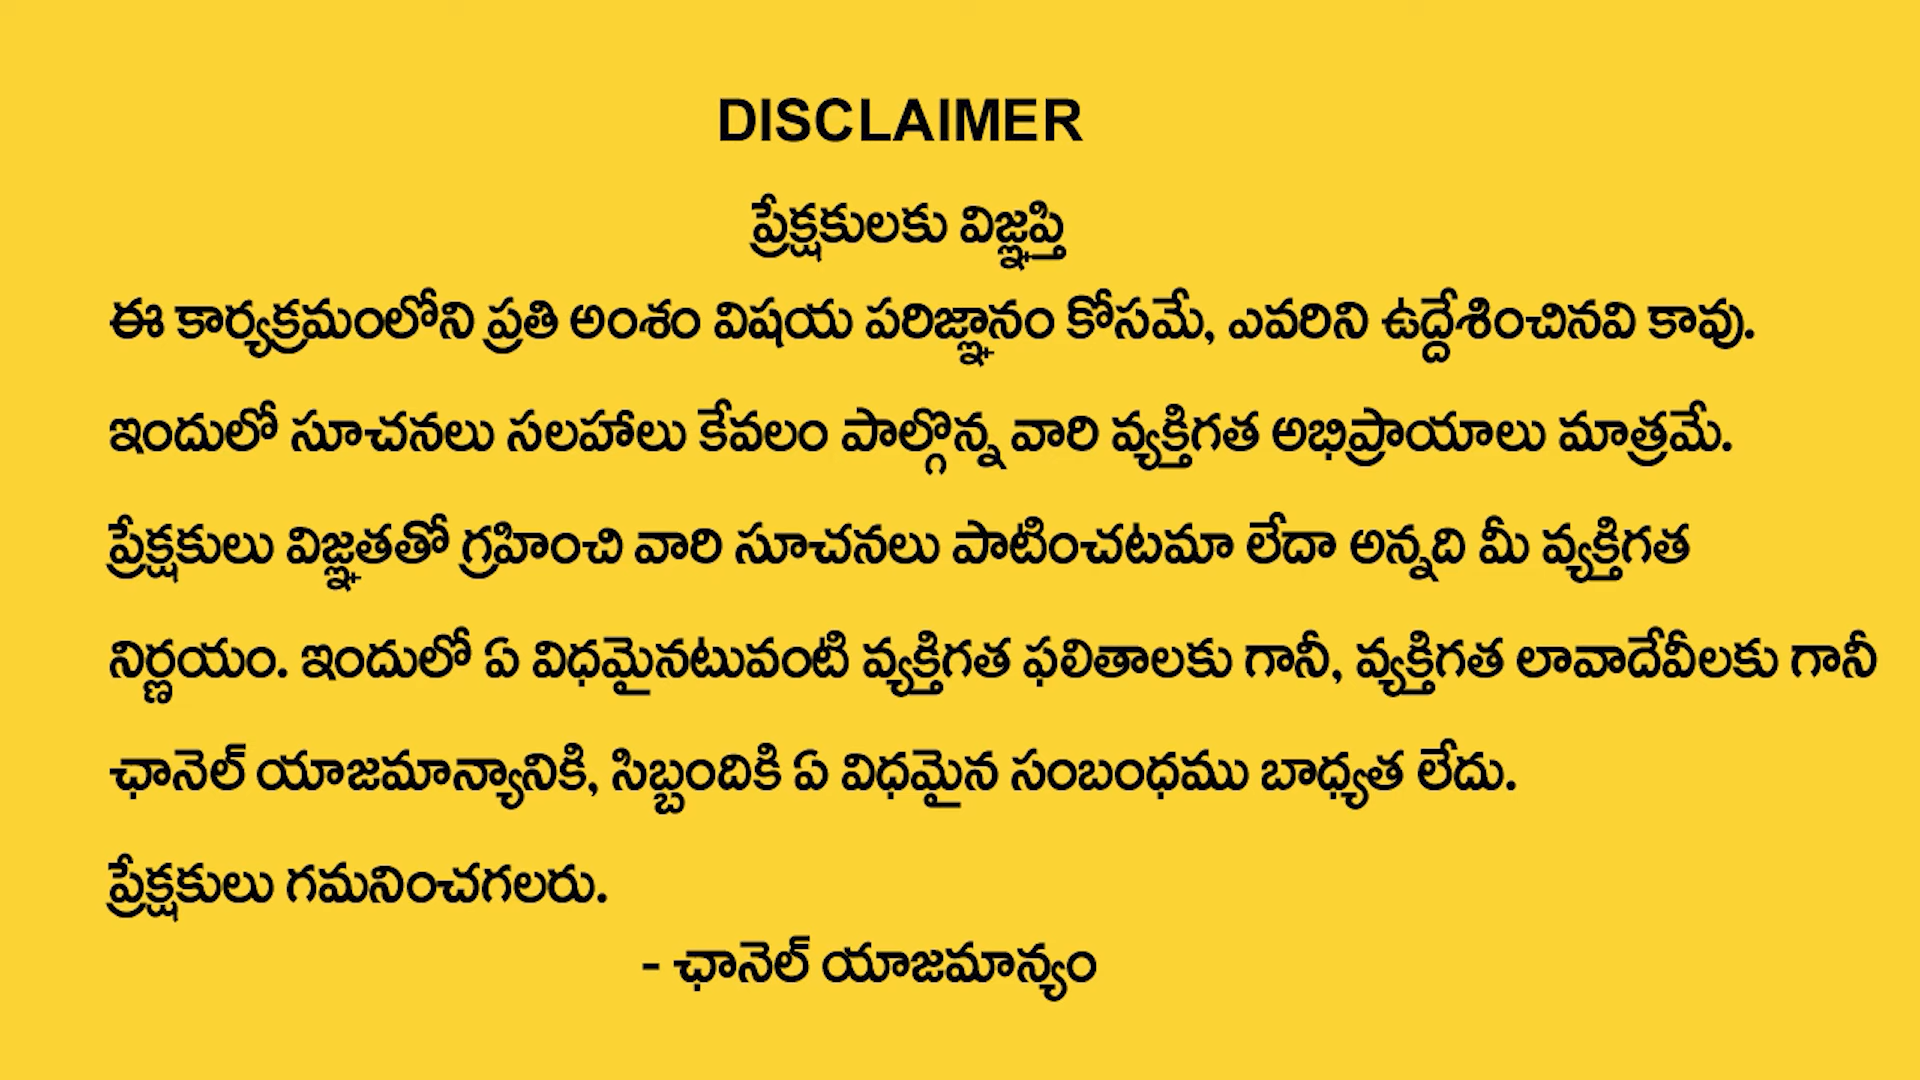 DISCLAIMER
ప్రేక్షకులకు విజ్ఞప్తి
ఈ కార్యక్రమంలోని ప్రతి అంశం విషయ పరిజ్ఞానం కోసమే, ఎవరిని ఉద్దేశించినవి కావు.
ఇందులో సూచనలు సలహాలు కేవలం పాల్గొన్న వారి వ్యక్తిగత అభిప్రాయాలు మాత్రమే.
ప్రేక్షకులు విజ్ఞతతో గ్రహించి వారి సూచనలు పాటించటమా లేదా అన్నది మీ వ్యక్తిగత
నిర్ణయం. ఇందులో ఏ విధమైనటువంటి వ్యక్తిగత ఫలితాలకు గానీ, వ్యక్తిగత లావాదేవీలకు గానీ
ఛానెల్ యాజమాన్యానికి, సిబ్బందికి ఏ విధమైన సంబంధము బాధ్యత లేదు.
ప్రేక్షకులు గమనించగలరు.
- ఛానెల్ యాజమాన్యం